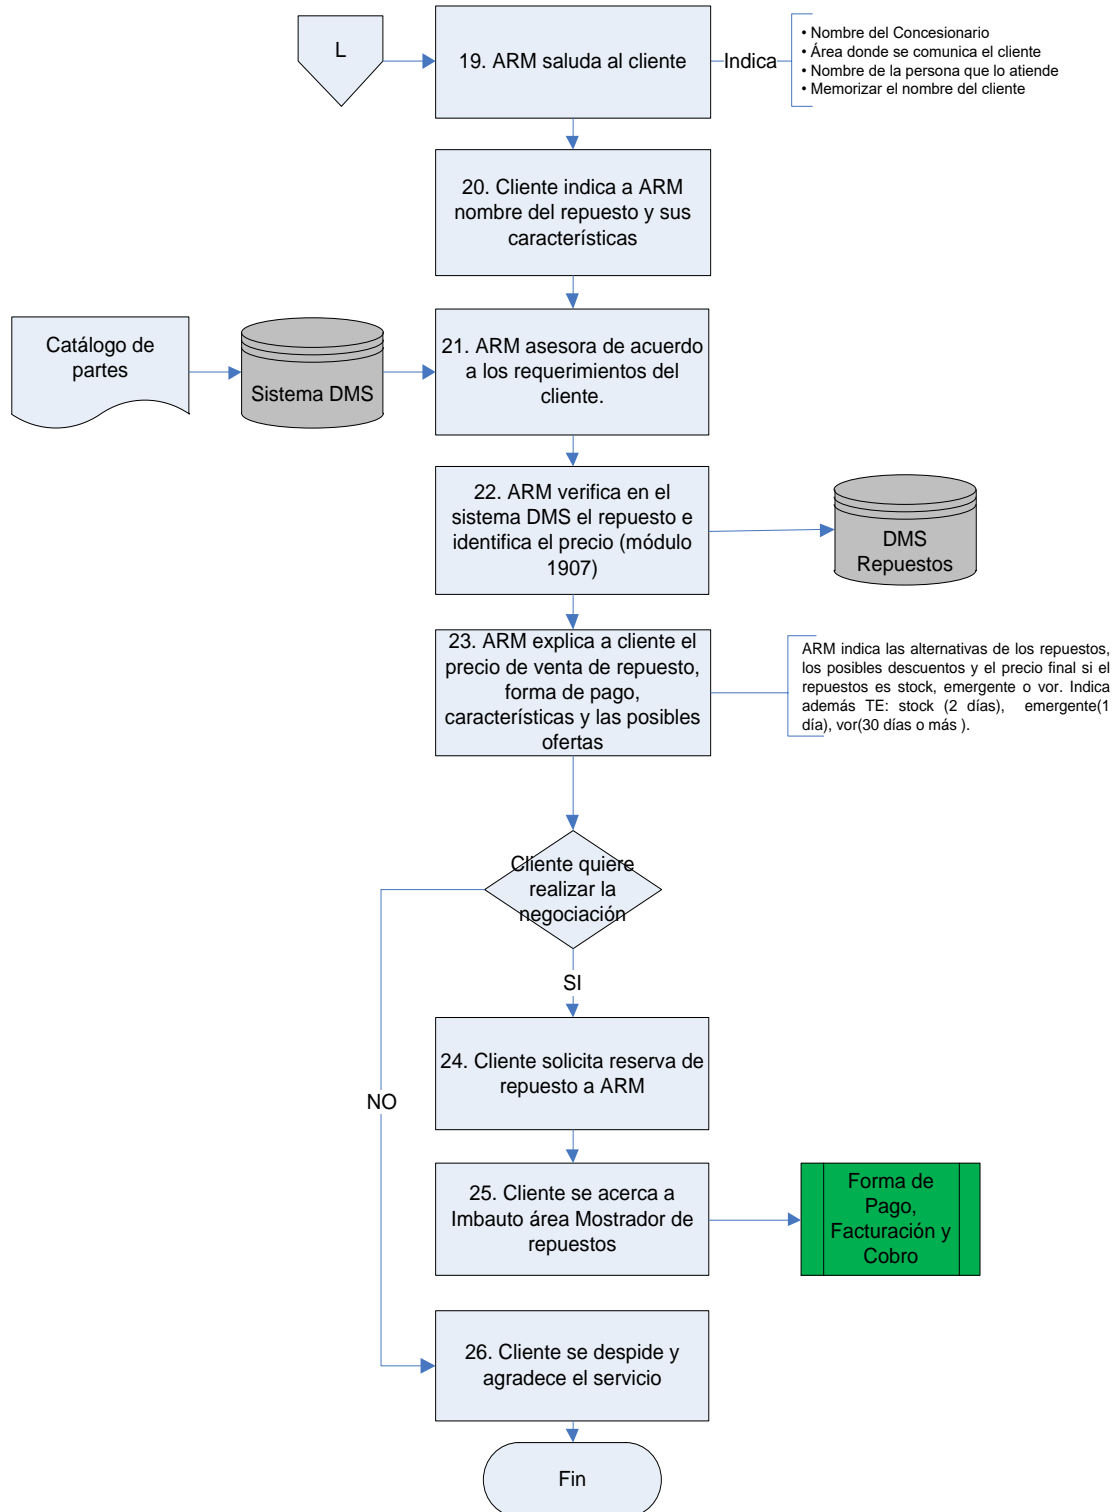 L
19. ARM saluda al cliente
Indica
• Nombre del Concesionario
• Área donde se comunica el cliente
• Nombre de la persona que lo atiende
• Memorizar el nombre del cliente
20. Cliente indica a ARM
nombre del repuesto y sus
características
Catálogo de
partes
Sistema DMS
21. ARM asesora de acuerdo
a los requerimientos del
cliente.
22. ARM verifica en el
sistema DMS el repuesto e
identifica el precio (módulo
1907)
DMS
Repuestos
23. ARM explica a cliente el
precio de venta de repuesto,
forma de pago,
características y las posibles
ofertas
ARM indica las alternativas de los repuestos,
los posibles descuentos y el precio final si el
repuestos es stock, emergente o vor. Indica
además TE: stock (2 días), emergente(1
día), vor(30 días o más ).
Cliente quiere
realizar la
negociación
SI
NO
24. Cliente solicita reserva de
repuesto a ARM
25. Cliente se acerca a
Imbauto área Mostrador de
repuestos
Forma de
Pago,
Facturación y
Cobro
26. Cliente se despide y
agradece el servicio
Fin